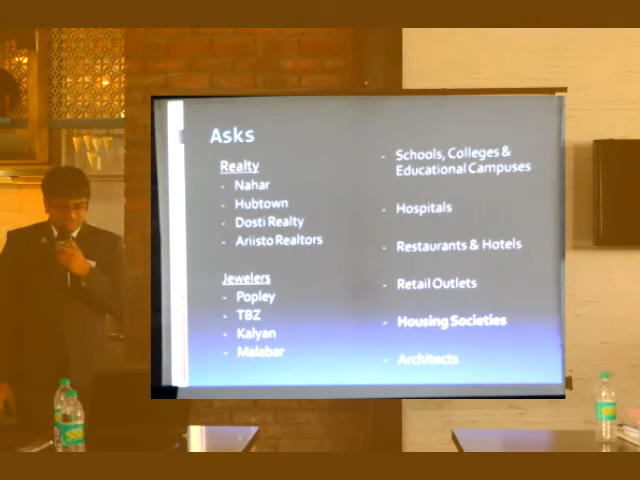 Asks
Realty
- Nahar
- Hubtown
- Dosti Realty
- Ariisto Realtors
Jewelers
- Popley
- TBZ
- Kalyan
- Malabar
- Schools, Colleges &
Educational Campuses
- Hospitals
- Restaurants & Hotels
- Retail Outlets
- Housing Societies
- Architects